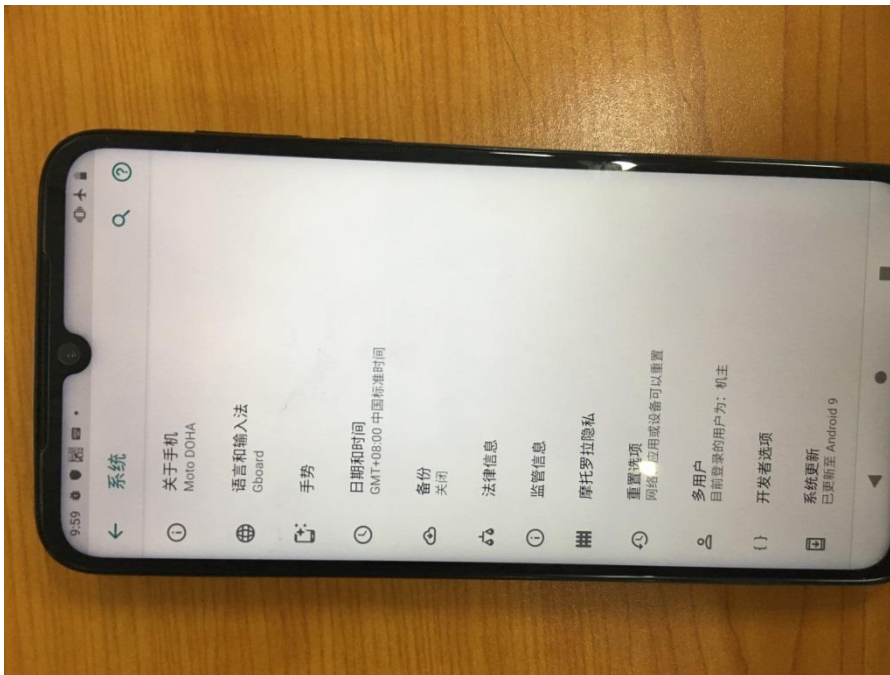 9:59
系统
关于手机
Moto DOHA
语言和输入法
Gboard
手势
日期和时间
GMT+08:00 中国标准时间
备份
关闭
法律信息
监管信息
摩托罗拉隐私
重置选项
网络、应用或设备可以重置
多用户
目前登录的用户为：机主
{ }
开发者选项
系统更新
已更新至 Android 9